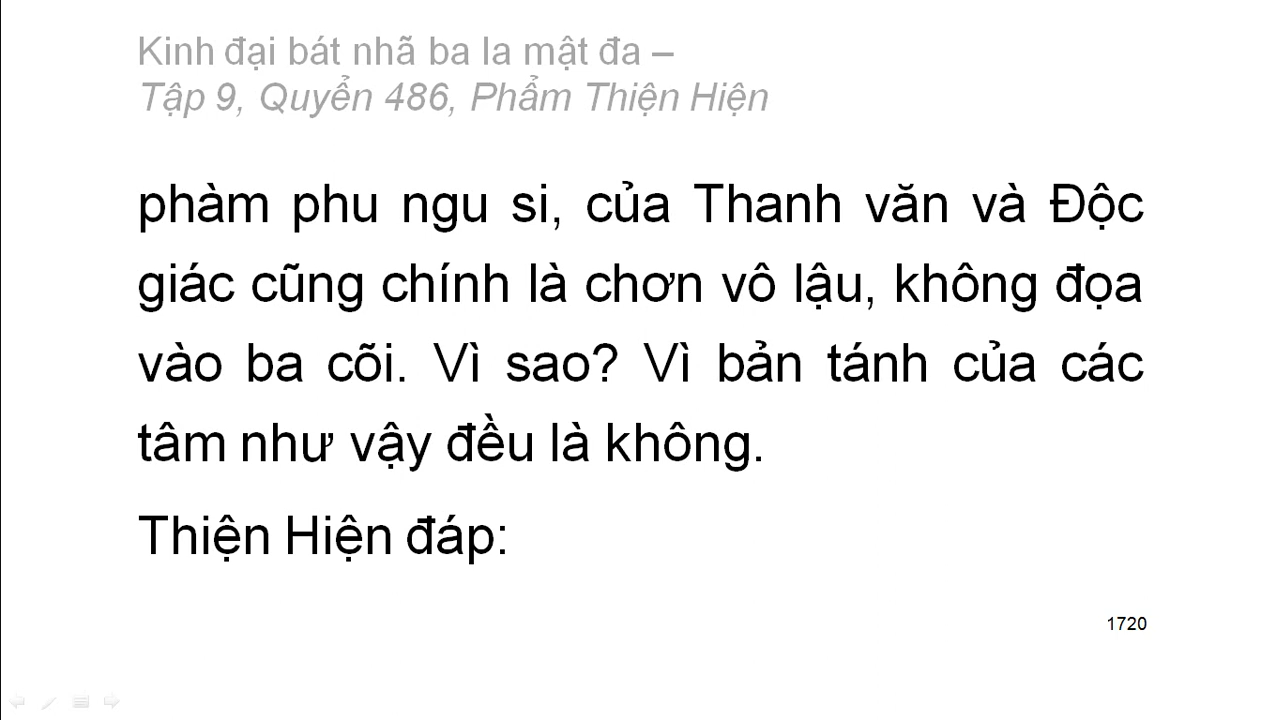 Kinh đại bát nhã ba la mật đa –
Tập 9, Quyển 486, Phẩm Thiện Hiện
phàm phu ngu si, của Thanh văn và Độc
giác cũng chính là chơn vô lậu, không đọa
vào ba cõi. Vì sao? Vì bản tánh của các
tâm như vậy đều là không.
Thiện Hiện đáp:
1720